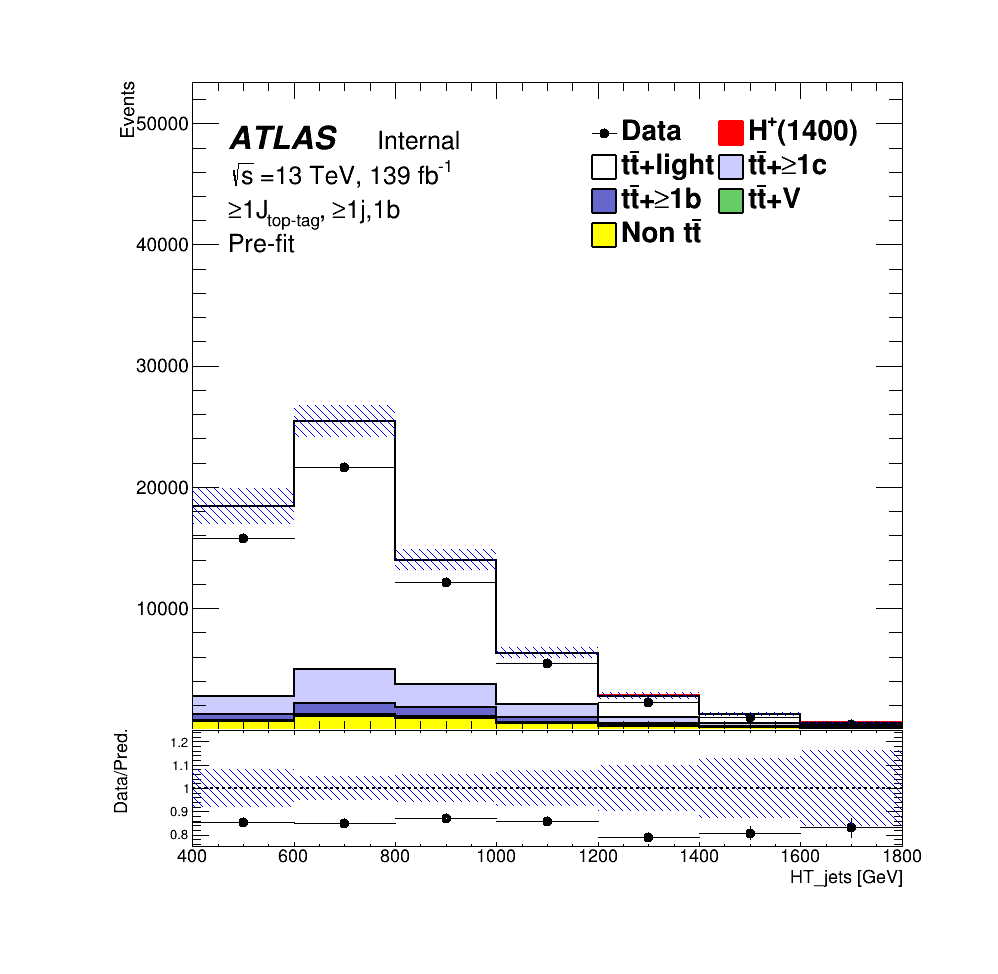 Events
50000
40000
30000
20000
10000
ATLAS Internal
√s =13 TeV, 139 fb⁻¹
≥1J_top-tag, ≥1j,1b
Pre-fit
Data H⁺(1400)
tt̄+light tt̄+≥1c
tt̄+≥1b tt̄+V
Non tt̄
Data/Pred.
1.2
1.1
1
0.9
0.8
400 600 800 1000 1200 1400 1600 1800
HT_jets [GeV]